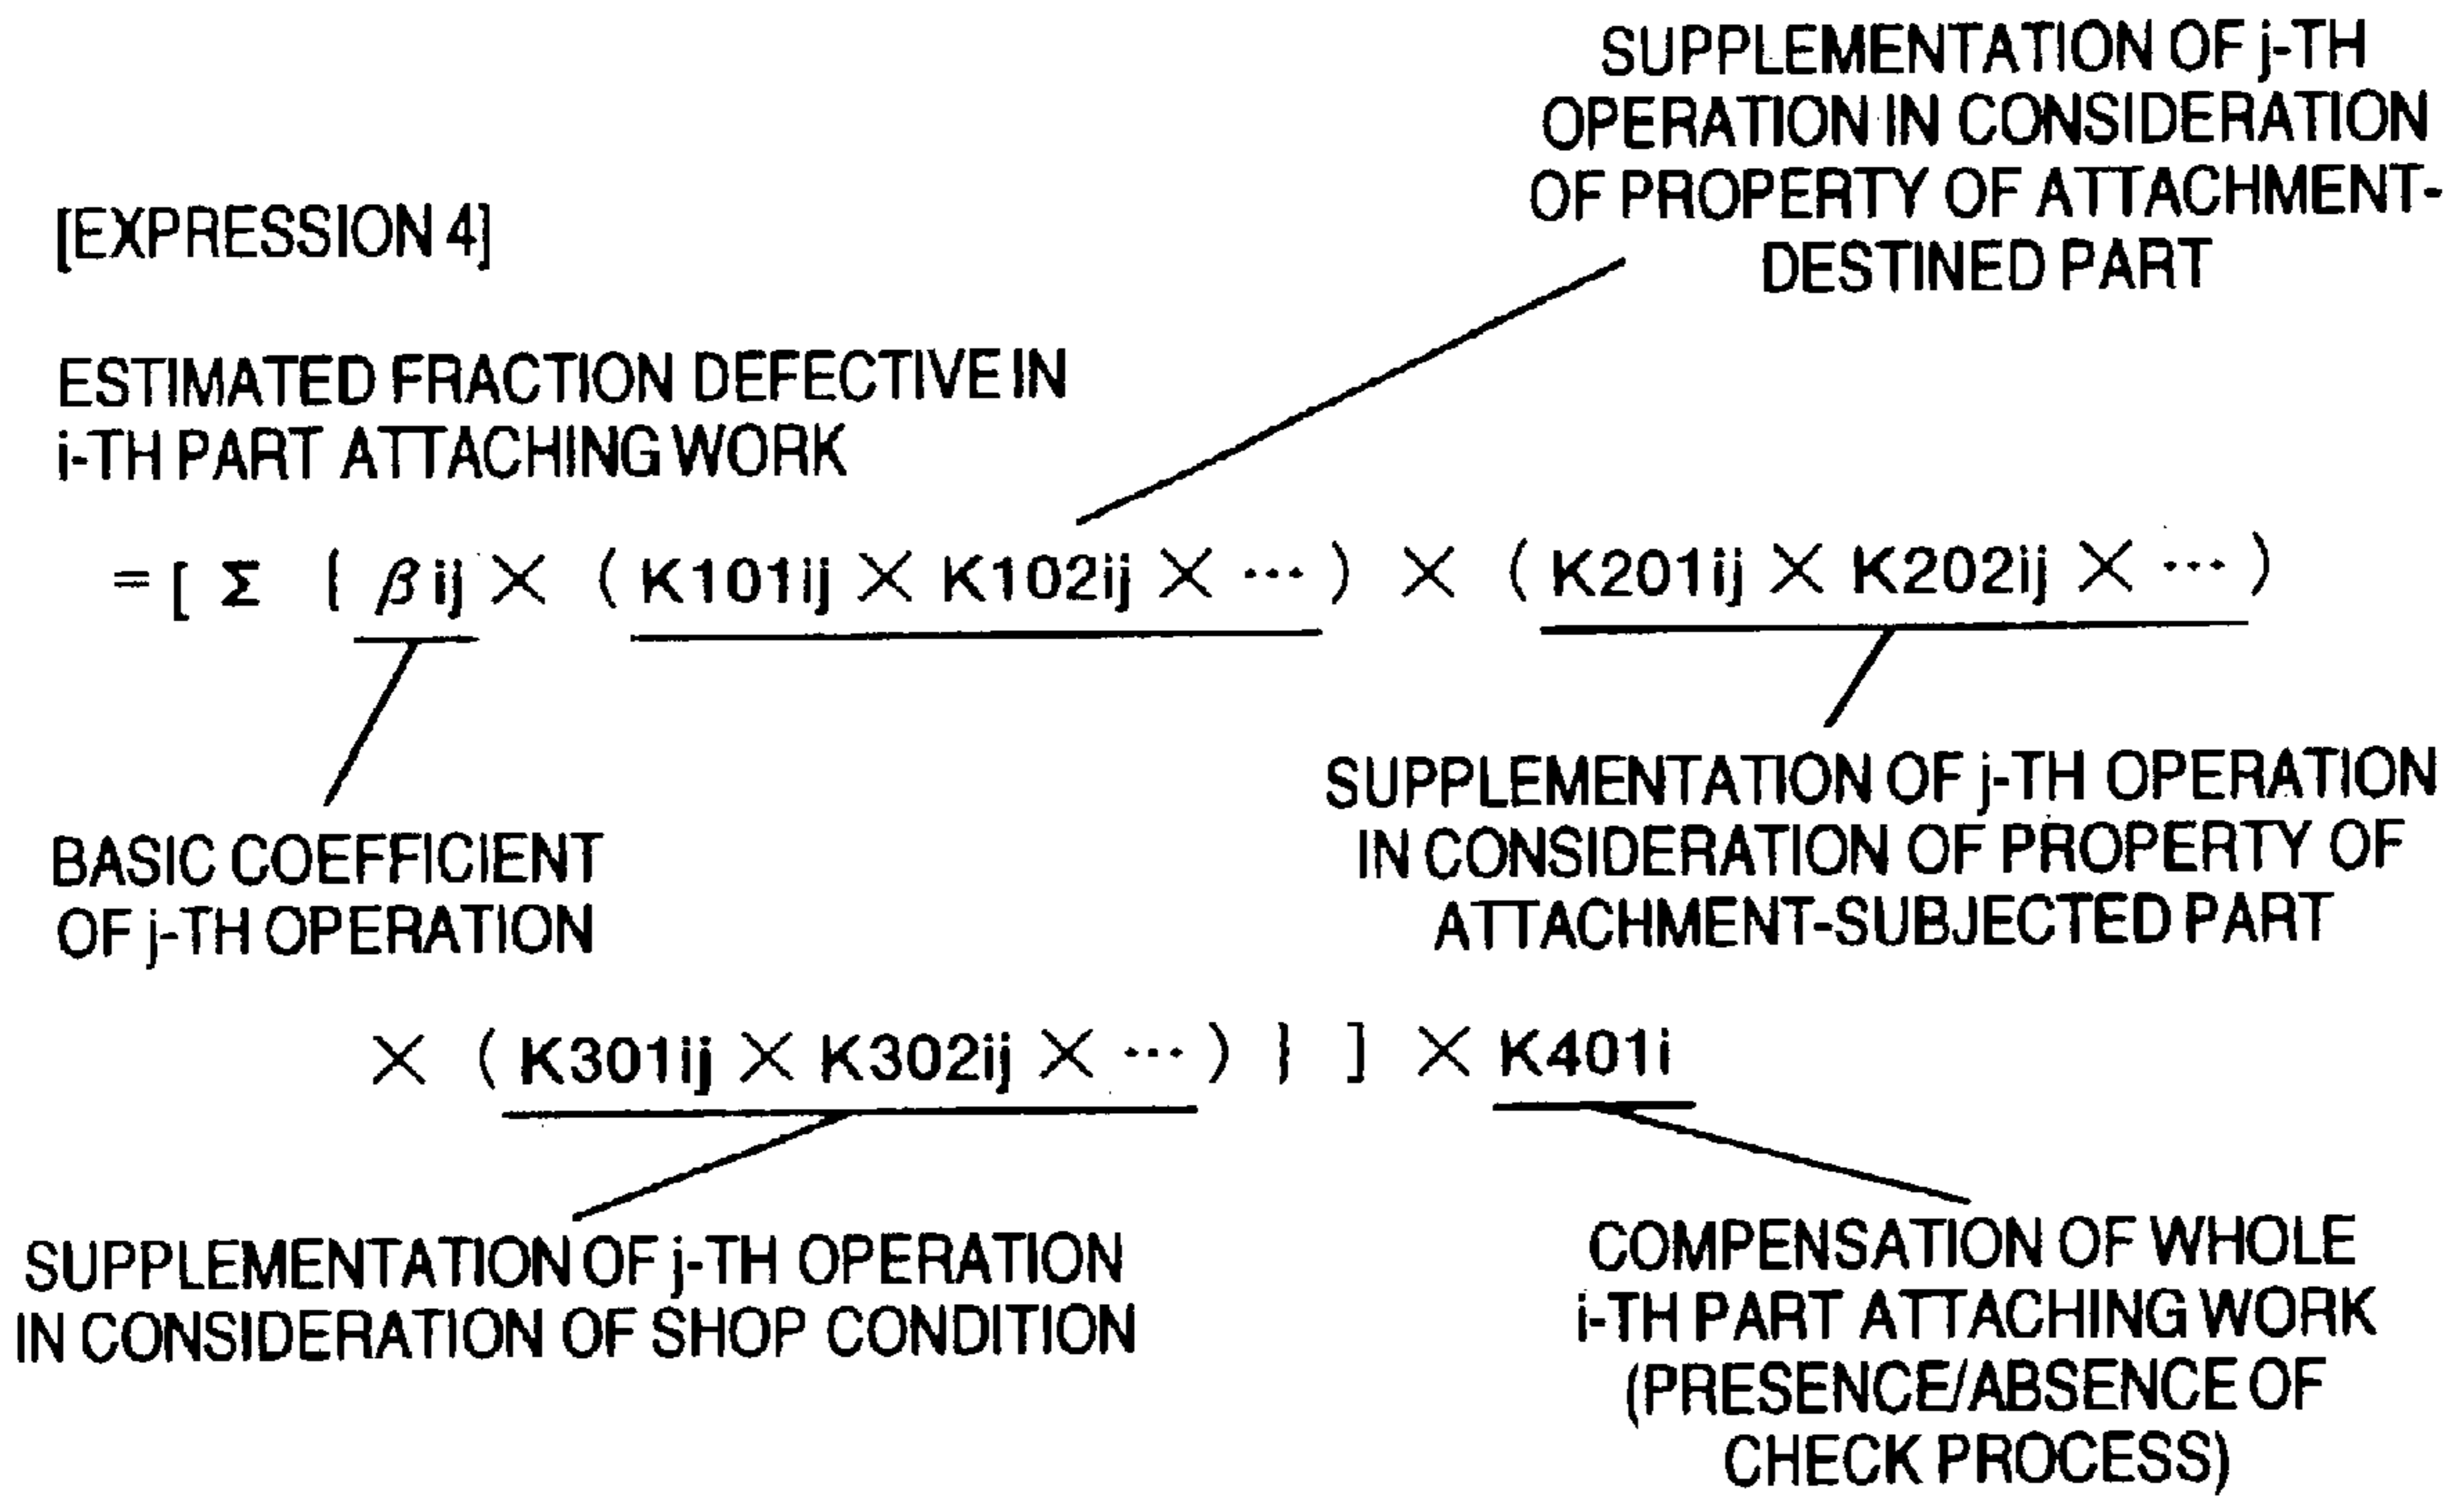 SUPPLEMENTATION OF j-TH
OPERATION IN CONSIDERATION
OF PROPERTY OF ATTACHMENT-
DESTINED PART
[EXPRESSION 4]
ESTIMATED FRACTION DEFECTIVE IN
i-TH PART ATTACHING WORK
= [ Σ { βij × ( K101ij × K102ij × ··· ) × ( K201ij × K202ij × ··· )
BASIC COEFFICIENT
OF j-TH OPERATION
SUPPLEMENTATION OF j-TH OPERATION
IN CONSIDERATION OF PROPERTY OF
ATTACHMENT-SUBJECTED PART
× ( K301ij × K302ij × ··· ) } ] × K401i
SUPPLEMENTATION OF j-TH OPERATION
IN CONSIDERATION OF SHOP CONDITION
COMPENSATION OF WHOLE
i-TH PART ATTACHING WORK
(PRESENCE/ABSENCE OF
CHECK PROCESS)